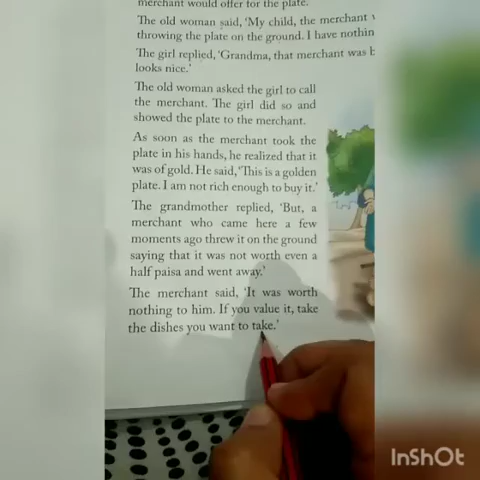 merchant would offer for the plate.
The old woman said, 'My child, the merchant
throwing the plate on the ground. I have nothin
The girl replied, 'Grandma, that merchant was b
looks nice.'
The old woman asked the girl to call
the merchant. The girl did so and
showed the plate to the merchant.
As soon as the merchant took the
plate in his hands, he realized that it
was of gold. He said, 'This is a golden
plate. I am not rich enough to buy it.'
The grandmother replied, 'But, a
merchant who came here a few
moments ago threw it on the ground
saying that it was not worth even a
half paisa and went away.'
The merchant said, 'It was worth
nothing to him. If you value it, take
the dishes you want to take.'
InShOt